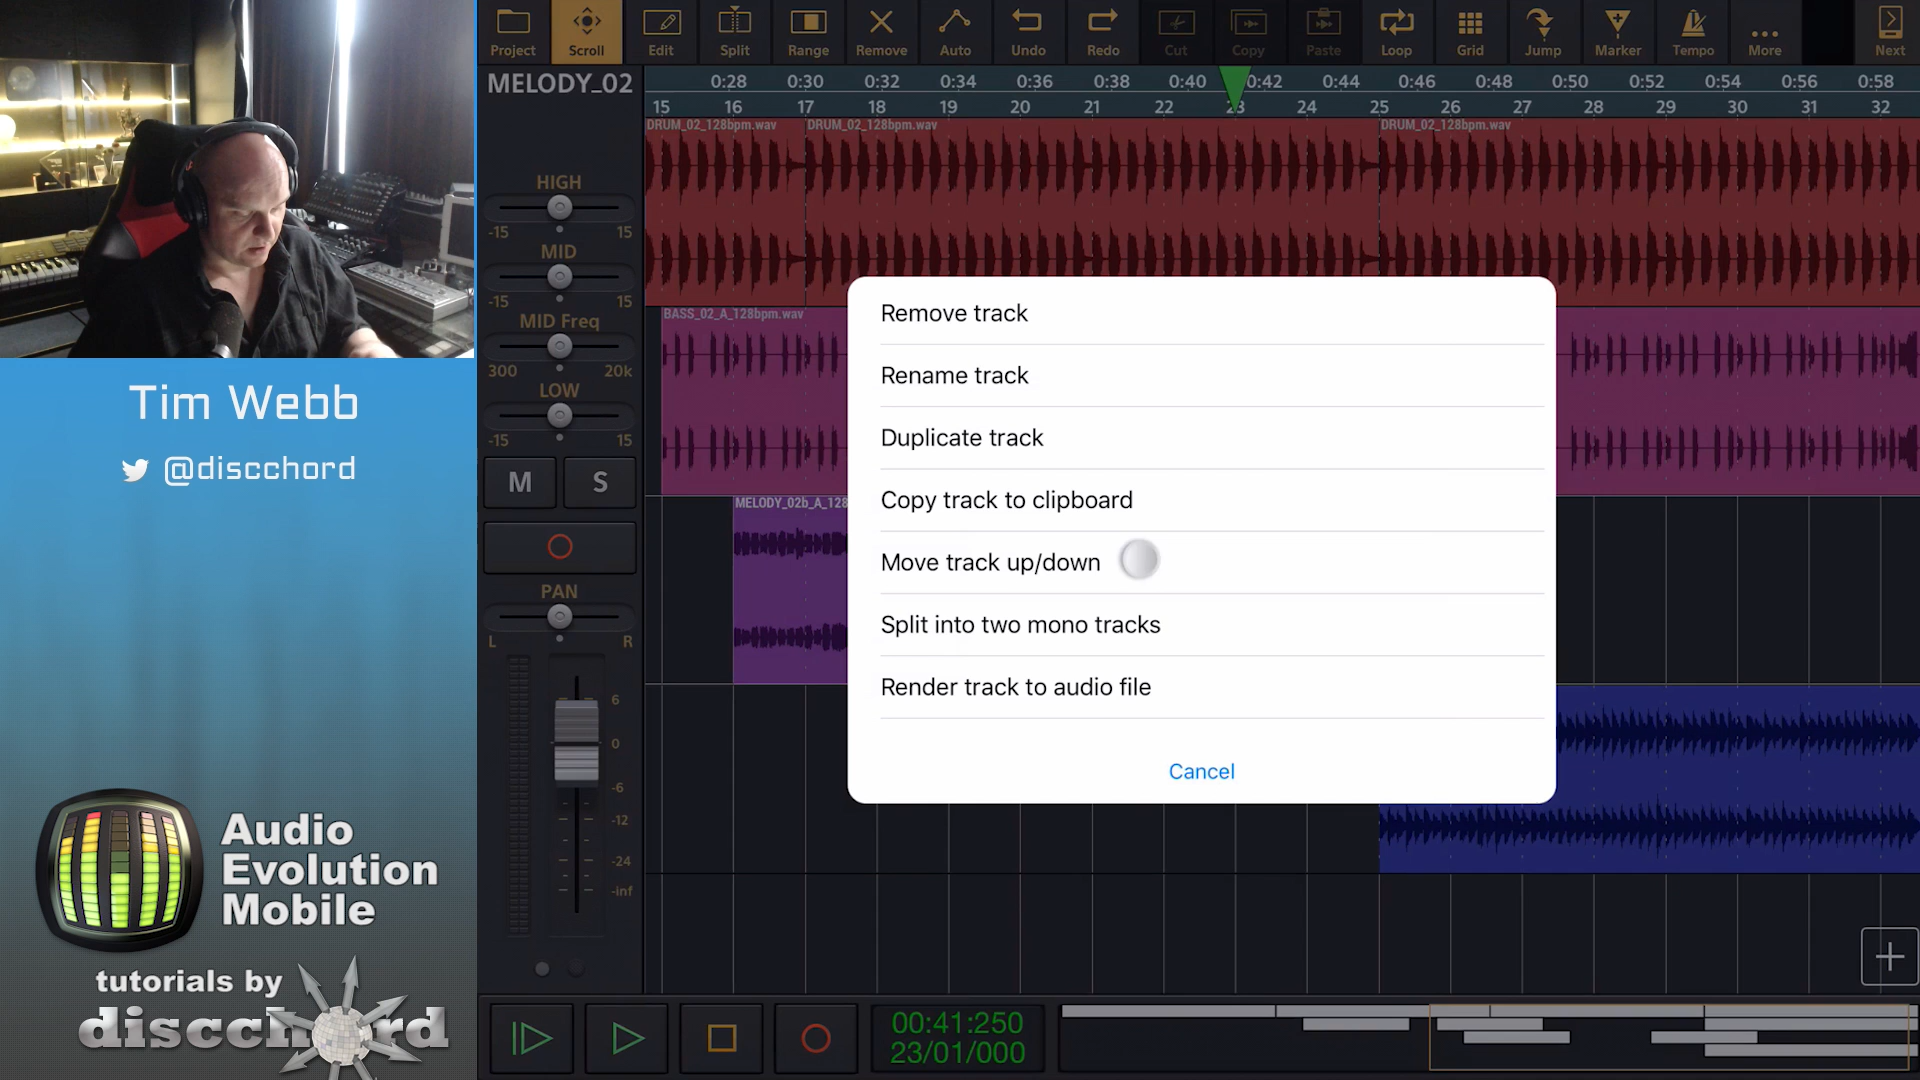 Project
Scroll
Edit
Split
Range
Remove
Auto
Undo
Redo
Cut
Copy
Paste
Loop
Grid
Jump
Marker
Tempo
More
Next
MELODY_02
0:28 0:30 0:32 0:34 0:36 0:38 0:40 0:42 0:44 0:46 0:48 0:50 0:52 0:54 0:56 0:58
15 16 17 18 19 20 21 22 23 24 25 26 27 28 29 30 31 32
DRUM_02_128bpm.wav
DRUM_02_128bpm.wav
DRUM_02_128bpm.wav
HIGH
-15 15
MID
-15 15
MID Freq
300 20k
LOW
-15 15
M S
PAN
L R
6
0
-6
-12
-24
-inf
BASS_02_A_128bpm.wav
MELODY_02b_A_128
Remove track
Rename track
Duplicate track
Copy track to clipboard
Move track up/down
Split into two mono tracks
Render track to audio file
Cancel
00:41:250
23/01/000
Tim Webb
@discchord
Audio
Evolution
Mobile
tutorials by
discchord